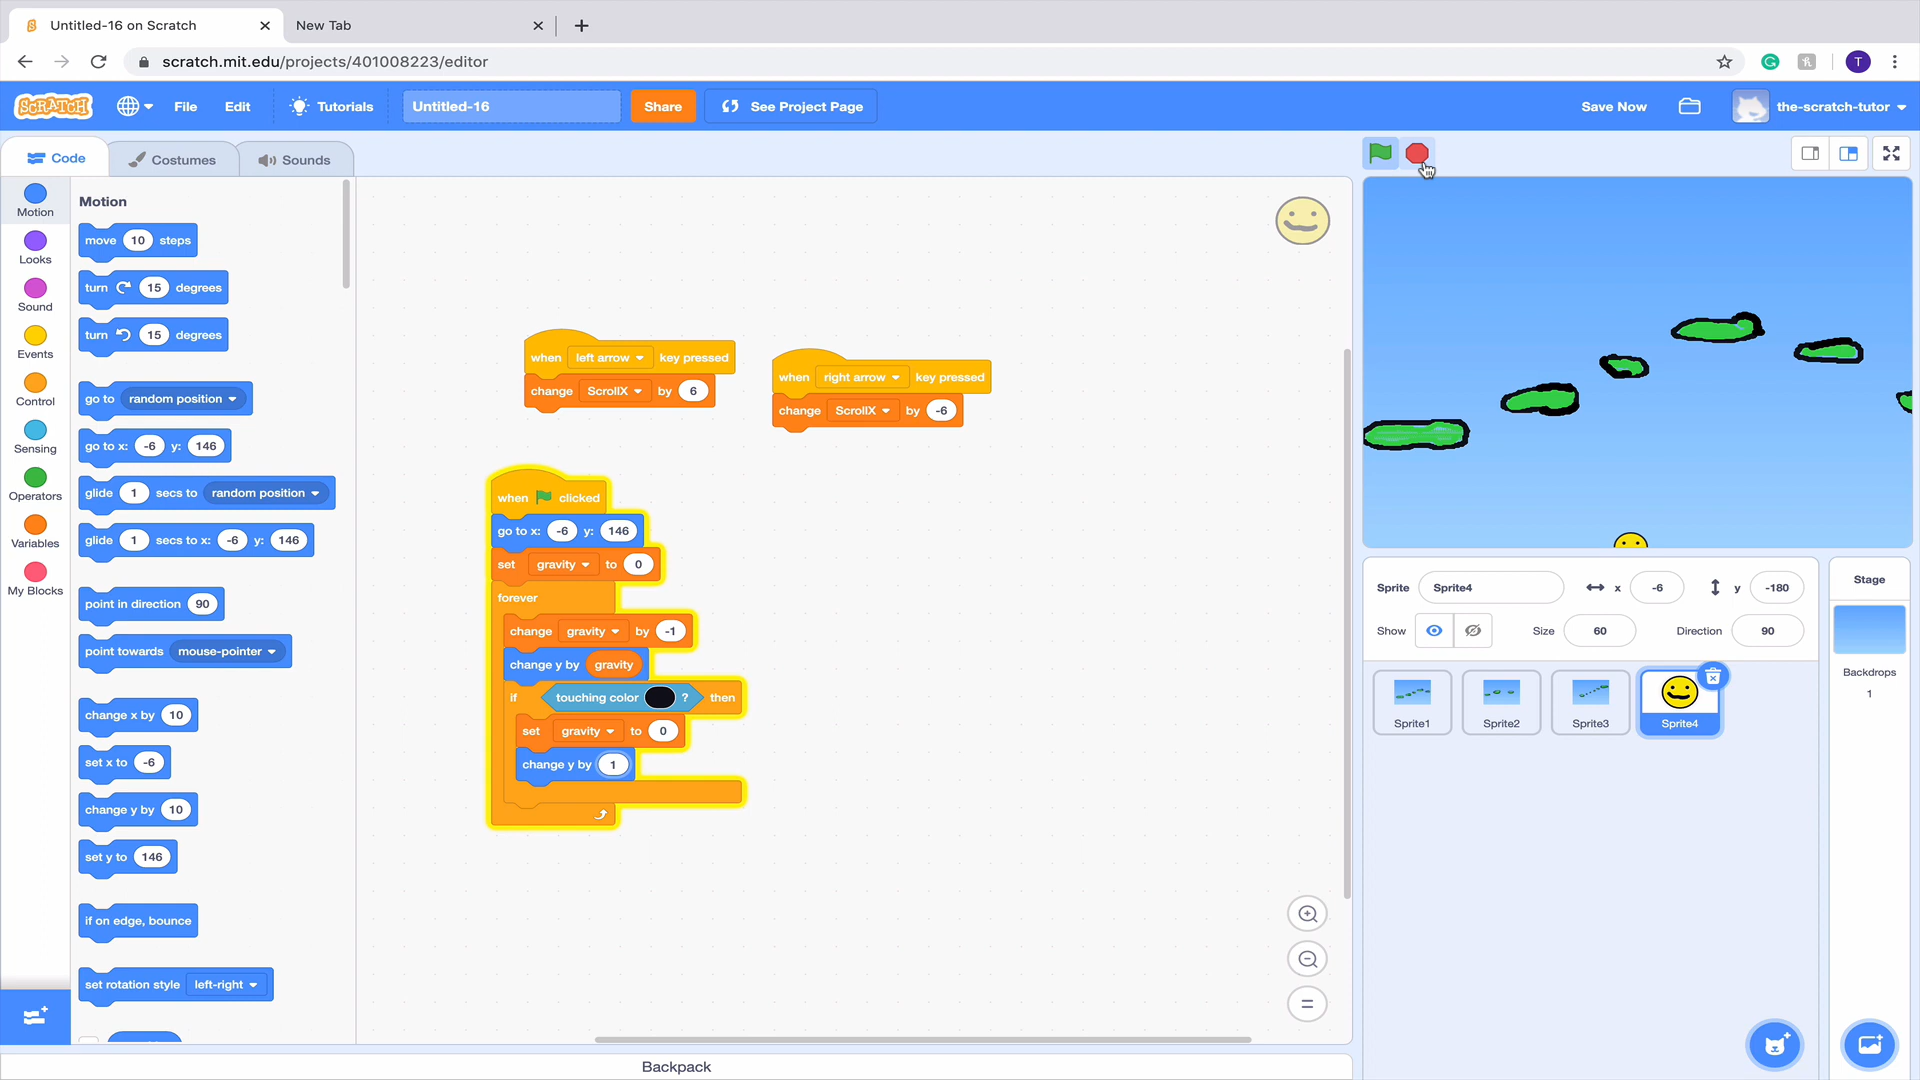 Untitled-16 on Scratch
New Tab
scratch.mit.edu/projects/401008223/editor
T
SCRATCH
File
Edit
Tutorials
Untitled-16
Share
See Project Page
Save Now
the-scratch-tutor
Code
Costumes
Sounds
Motion
Looks
Sound
Events
Control
Sensing
Operators
Variables
My Blocks
Motion
move 10 steps
turn 15 degrees
turn 15 degrees
go to random position
go to x: -6 y: 146
glide 1 secs to random position
glide 1 secs to x: -6 y: 146
point in direction 90
point towards mouse-pointer
change x by 10
set x to -6
change y by 10
set y to 146
if on edge, bounce
set rotation style left-right
when left arrow key pressed
change ScrollX by 6
when right arrow key pressed
change ScrollX by -6
when clicked
go to x: -6 y: 146
set gravity to 0
forever
change gravity by -1
change y by gravity
if touching color ? then
set gravity to 0
change y by 1
Sprite Sprite4 x -6 y -180
Show Size 60 Direction 90
Sprite1
Sprite2
Sprite3
Sprite4
Stage
Backdrops
1
Backpack